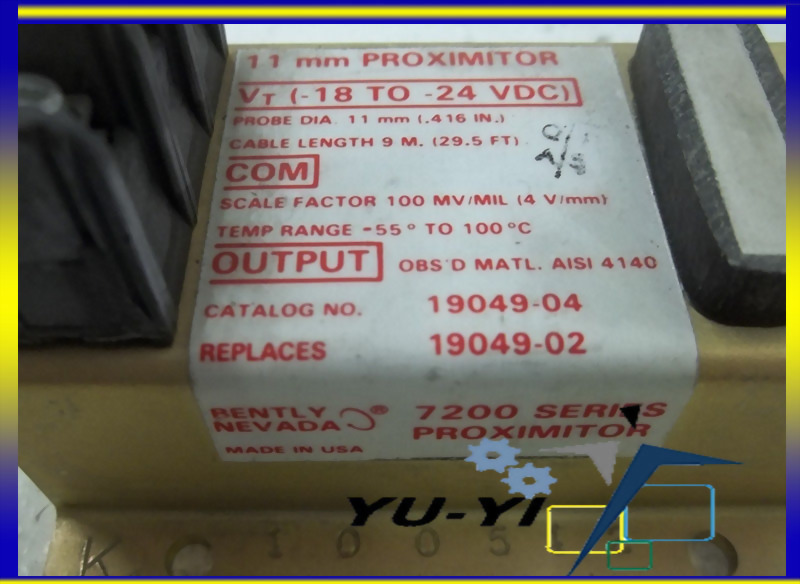 11 mm PROXIMITOR
VT (-18 TO -24 VDC)
PROBE DIA. 11 mm (.416 IN.)
CABLE LENGTH 9 M. (29.5 FT)
COM
SCALE FACTOR 100 MV/MIL (4 V/mm)
TEMP RANGE -55° TO 100°C
OUTPUT OBS'D MATL. AISI 4140
CATALOG NO. 19049-04
REPLACES 19049-02
BENTLY NEVADA ® 7200 SERIES PROXIMITOR
MADE IN USA
YU-YI